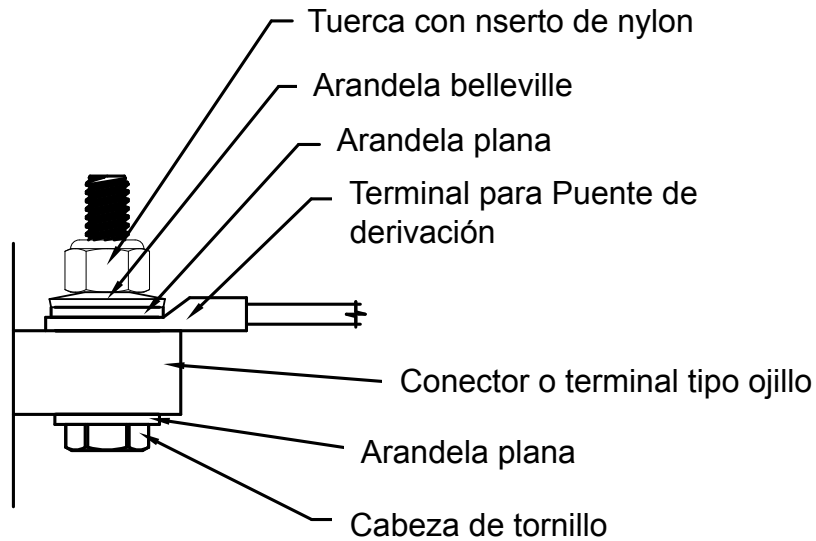 Tuerca con nserto de nylon
Arandela belleville
Arandela plana
Terminal para Puente de
derivación
Conector o terminal tipo ojillo
Arandela plana
Cabeza de tornillo